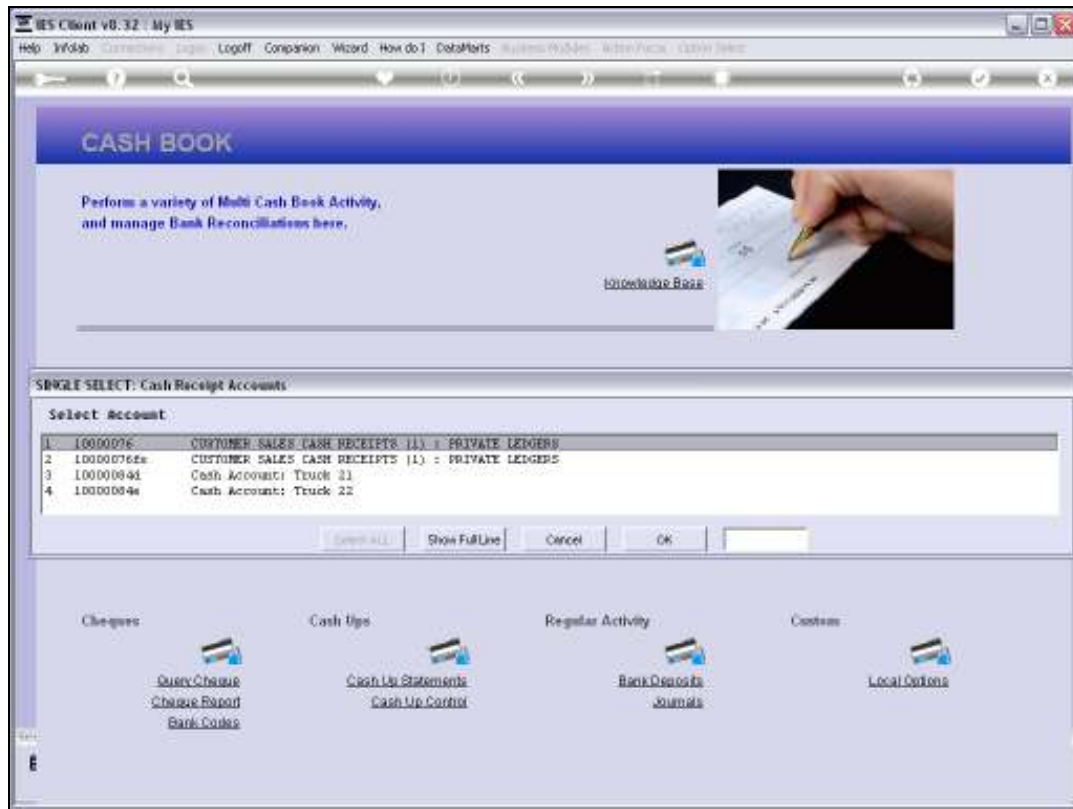 IES Client v8.32 : My IES
Help Infolab Logoff Companion Wizard How do I DataMarts
CASH BOOK
Perform a variety of Multi Cash Book Activity,
and manage Bank Reconciliations here.
Knowledge Base
SINGLE SELECT: Cash Receipt Accounts
Select Account
1 10000076 CUSTOMER SALES CASH RECEIPTS (1) : PRIVATE LEDGERS
2 CUSTOMER SALES CASH RECEIPTS (1) : PRIVATE LEDGERS
3 10000084d Cash Account: Truck 21
4 10000084e Cash Account: Truck 22
Select ALL Show FullLine Cancel OK
Cheques Cash Ups Regular Activity Custom
Query Cheque Cash Up Statements Bank Deposits Local Options
Cheque Report Cash Up Control Journals
Bank Codes